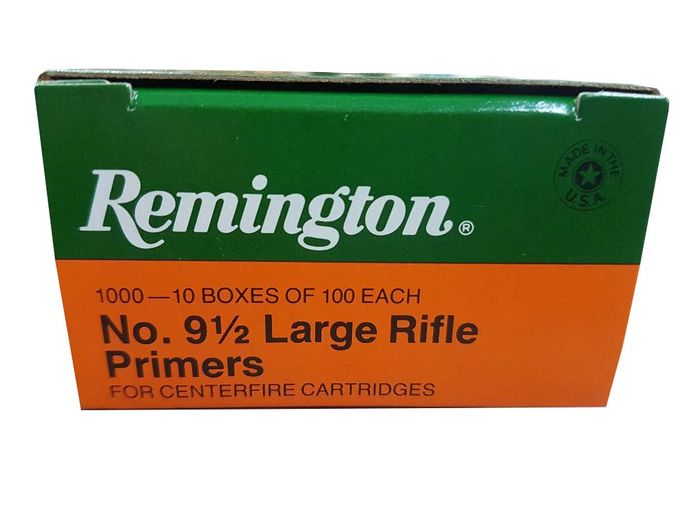 MADE IN THE
U.S.A.
Remington®
1000—10 BOXES OF 100 EACH
No. 9½ Large Rifle
Primers
FOR CENTERFIRE CARTRIDGES